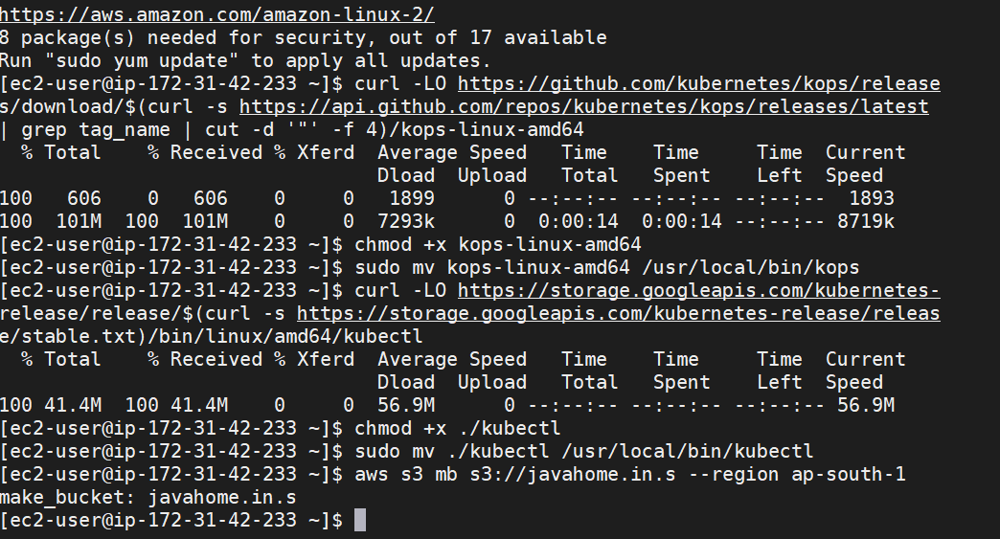 https://aws.amazon.com/amazon-linux-2/
8 package(s) needed for security, out of 17 available
Run "sudo yum update" to apply all updates.
[ec2-user@ip-172-31-42-233 ~]$ curl -LO https://github.com/kubernetes/kops/release
s/download/$(curl -s https://api.github.com/repos/kubernetes/kops/releases/latest
| grep tag_name | cut -d '"' -f 4)/kops-linux-amd64
  % Total    % Received % Xferd  Average Speed   Time    Time     Time  Current
                                 Dload  Upload   Total   Spent    Left  Speed
100   606    0   606    0     0   1899      0 --:--:-- --:--:-- --:--:--  1893
100  101M  100  101M    0     0  7293k      0  0:00:14  0:00:14 --:--:-- 8719k
[ec2-user@ip-172-31-42-233 ~]$ chmod +x kops-linux-amd64
[ec2-user@ip-172-31-42-233 ~]$ sudo mv kops-linux-amd64 /usr/local/bin/kops
[ec2-user@ip-172-31-42-233 ~]$ curl -LO https://storage.googleapis.com/kubernetes-
release/release/$(curl -s https://storage.googleapis.com/kubernetes-release/releas
e/stable.txt)/bin/linux/amd64/kubectl
  % Total    % Received % Xferd  Average Speed   Time    Time     Time  Current
                                 Dload  Upload   Total   Spent    Left  Speed
100 41.4M  100 41.4M    0     0  56.9M      0 --:--:-- --:--:-- --:--:-- 56.9M
[ec2-user@ip-172-31-42-233 ~]$ chmod +x ./kubectl
[ec2-user@ip-172-31-42-233 ~]$ sudo mv ./kubectl /usr/local/bin/kubectl
[ec2-user@ip-172-31-42-233 ~]$ aws s3 mb s3://javahome.in.s --region ap-south-1
make_bucket: javahome.in.s
[ec2-user@ip-172-31-42-233 ~]$